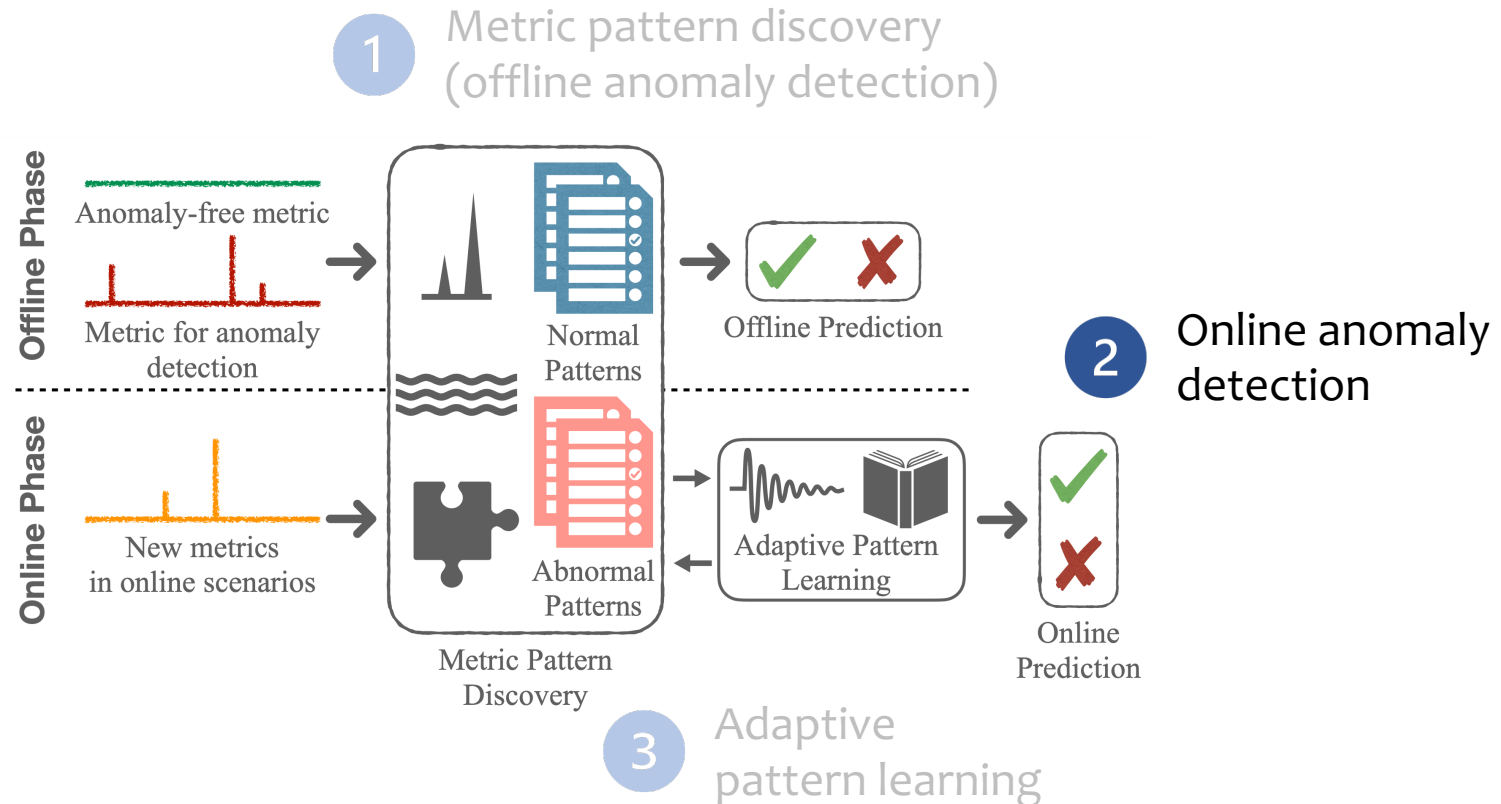 1
Metric pattern discovery
(offline anomaly detection)
Offline Phase
Anomaly-free metric
Metric for anomaly
detection
Normal
Patterns
Offline Prediction
2
Online anomaly
detection
Online Phase
New metrics
in online scenarios
Abnormal
Patterns
Adaptive Pattern
Learning
Online
Prediction
Metric Pattern
Discovery
3
Adaptive
pattern learning